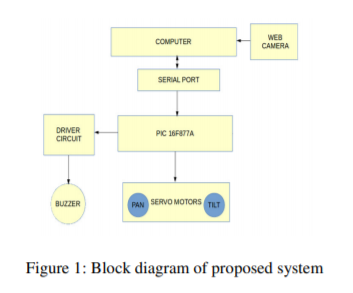 COMPUTER
WEB
CAMERA
SERIAL PORT
DRIVER
CIRCUIT
PIC 16F877A
BUZZER
PAN SERVO MOTORS TILT
Figure 1: Block diagram of proposed system